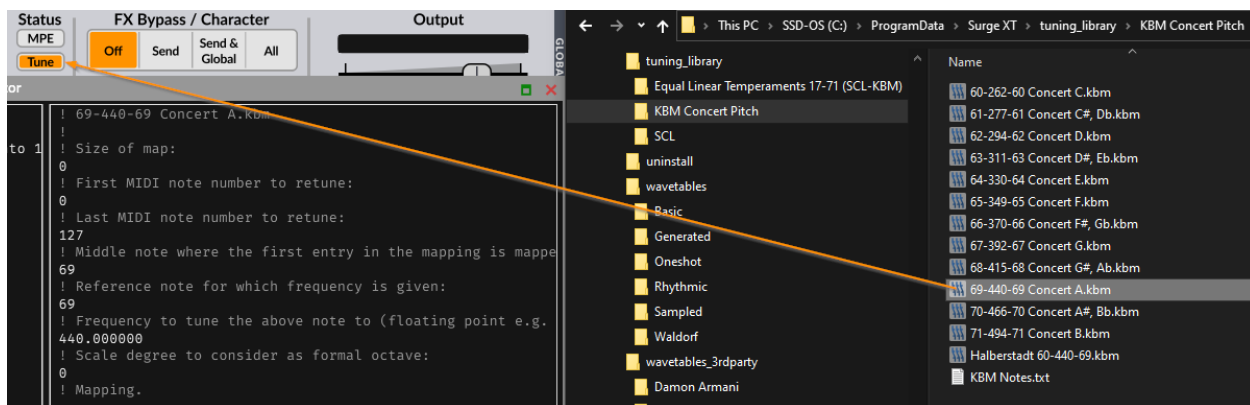 Status
FX Bypass / Character
Output
MPE
Tune
Off
Send
Send & Global
All
GLOBA
or
to 1
! 69-440-69 Concert A.kbm
!
! Size of map:
0
! First MIDI note number to retune:
0
! Last MIDI note number to retune:
127
! Middle note where the first entry in the mapping is mappe
69
! Reference note for which frequency is given:
69
! Frequency to tune the above note to (floating point e.g.
440.000000
! Scale degree to consider as formal octave:
0
! Mapping.
This PC > SSD-OS (C:) > ProgramData > Surge XT > tuning_library > KBM Concert Pitch
tuning_library
Equal Linear Temperaments 17-71 (SCL-KBM)
KBM Concert Pitch
SCL
uninstall
wavetables
Basic
Generated
Oneshot
Rhythmic
Sampled
Waldorf
wavetables_3rdparty
Damon Armani
Name
60-262-60 Concert C.kbm
61-277-61 Concert C#, Db.kbm
62-294-62 Concert D.kbm
63-311-63 Concert D#, Eb.kbm
64-330-64 Concert E.kbm
65-349-65 Concert F.kbm
66-370-66 Concert F#, Gb.kbm
67-392-67 Concert G.kbm
68-415-68 Concert G#, Ab.kbm
69-440-69 Concert A.kbm
70-466-70 Concert A#, Bb.kbm
71-494-71 Concert B.kbm
Halberstadt 60-440-69.kbm
KBM Notes.txt